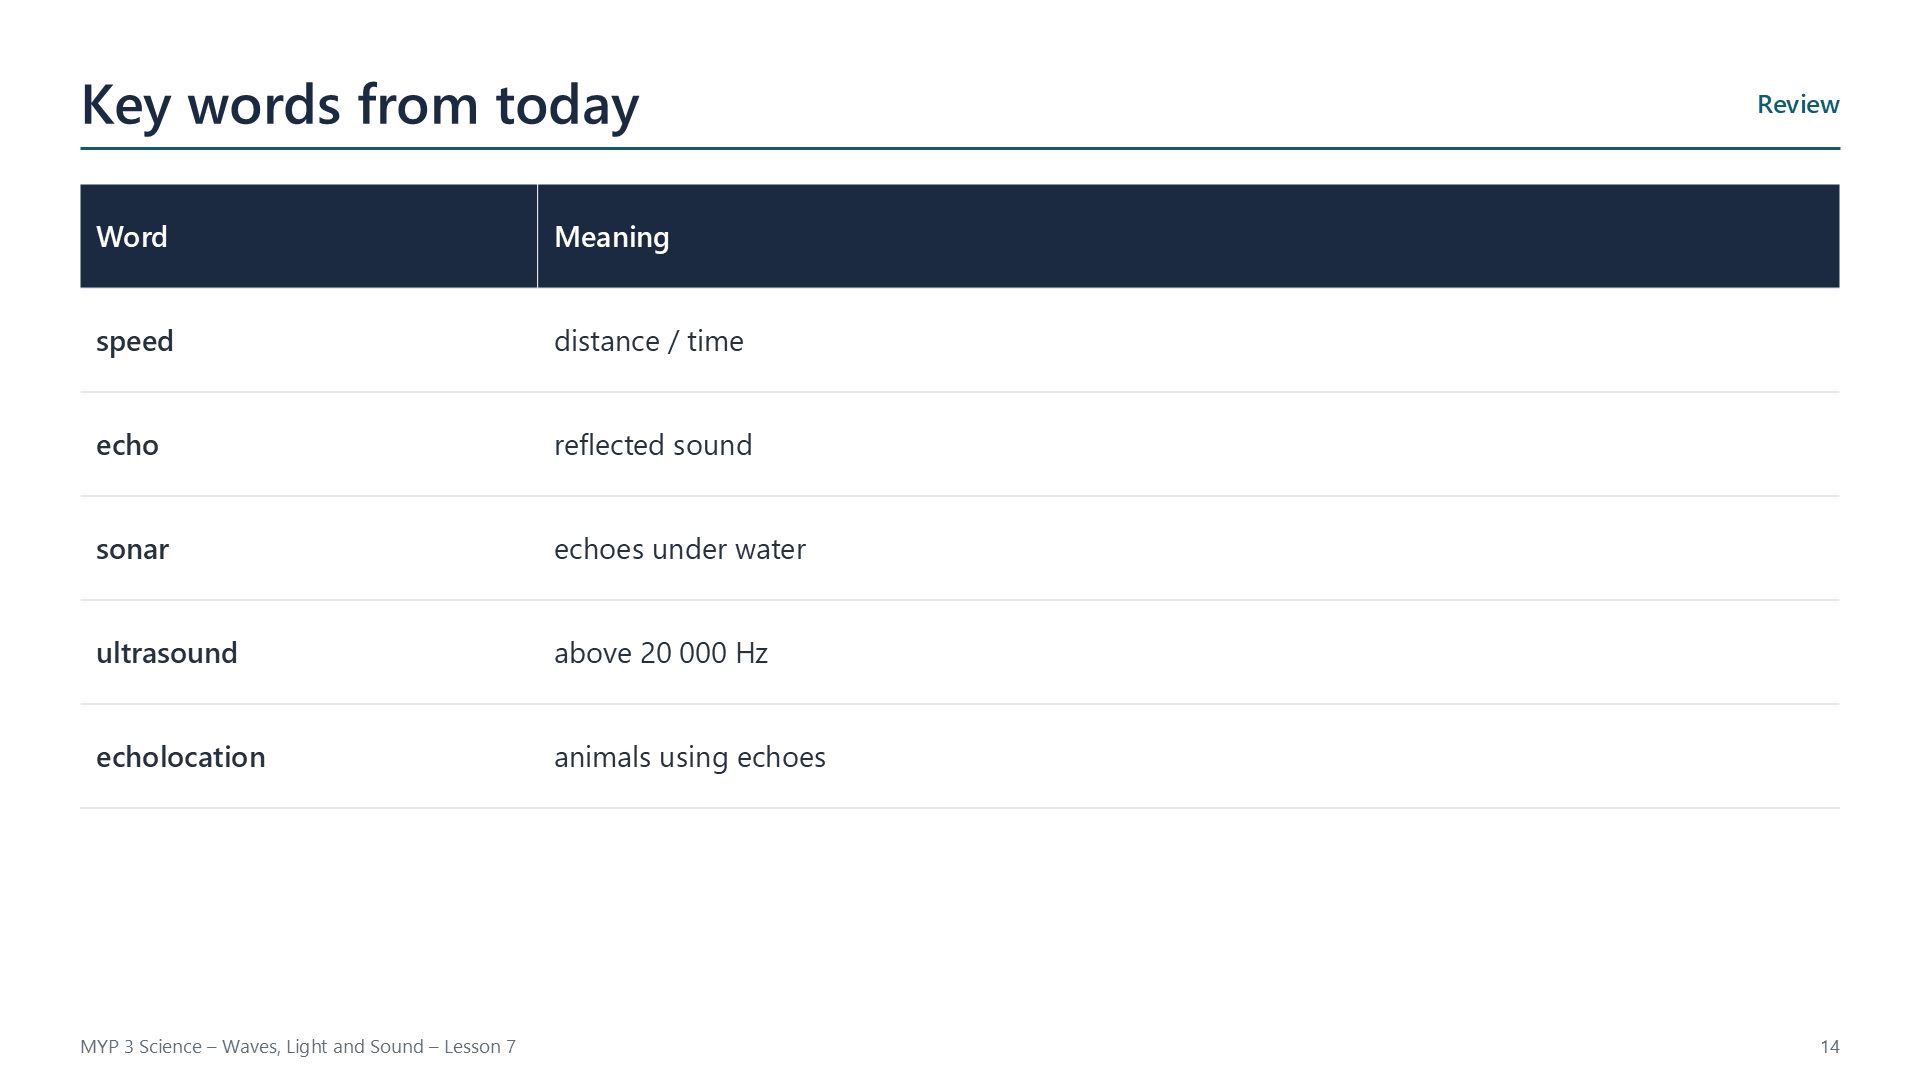 Key words from today
Review
Word Meaning
speed distance / time
echo reflected sound
sonar echoes under water
ultrasound above 20 000 Hz
echolocation animals using echoes
MYP 3 Science – Waves, Light and Sound – Lesson 7
14